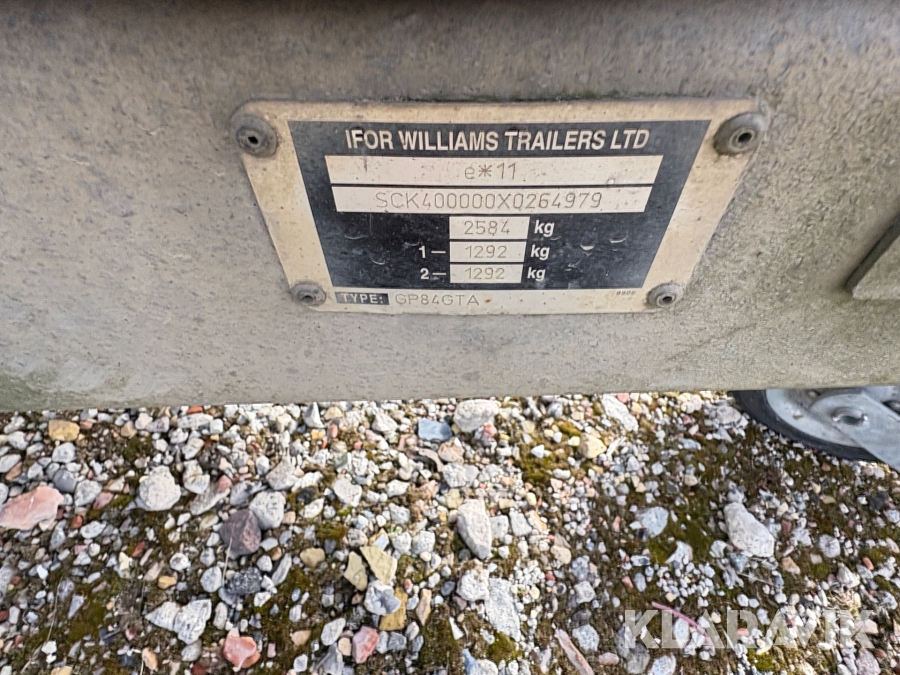 IFOR WILLIAMS TRAILERS LTD
e*11
SCK400000X0264979
2584 kg
1— 1292 kg
2— 1292 kg
TYPE: GP84GTA
KLARAVIK